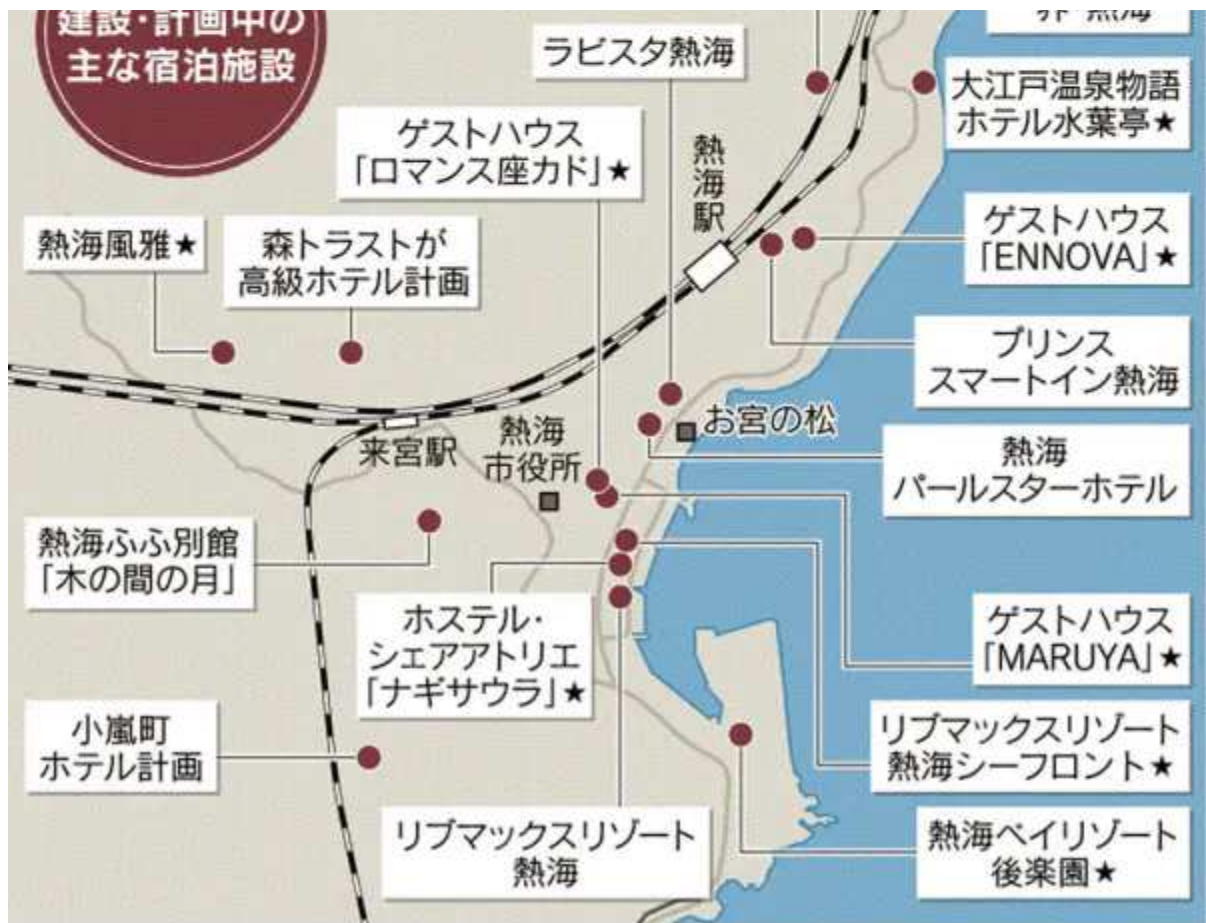 建設・計画中の
主な宿泊施設
ラビスタ熱海
大江戸温泉物語
ホテル水葉亭★
ゲストハウス
「ロマンス座カド」★
熱海駅
熱海風雅★
森トラストが
高級ホテル計画
ゲストハウス
「ENNOVA」★
プリンス
スマートイン熱海
お宮の松
来宮駅
熱海
市役所
熱海
パールスターホテル
熱海ふふ別館
「木の間の月」
ホステル・
シェアアトリエ
「ナギサウラ」★
ゲストハウス
「MARUYA」★
小嵐町
ホテル計画
リブマックスリゾート
熱海シーフロント★
リブマックスリゾート
熱海
熱海ベイリゾート
後楽園★